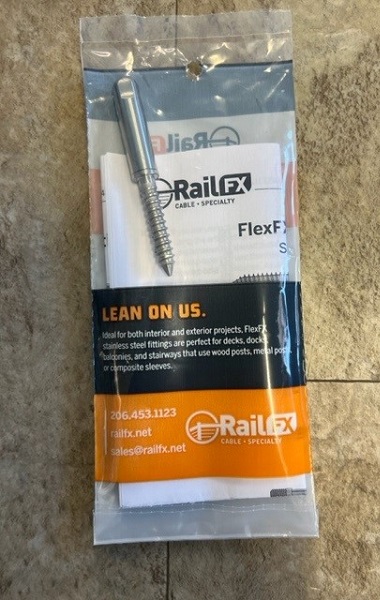 RailFX
RailFX
CABLE • SPECIALTY
FlexFX
LEAN ON US.
Ideal for both interior and exterior projects, FlexFX
stainless steel fittings are perfect for decks, docks,
balconies, and stairways that use wood posts, metal posts
or composite sleeves.
206.453.1123
railfx.net
sales@railfx.net
RailFX
CABLE • SPECIALTY